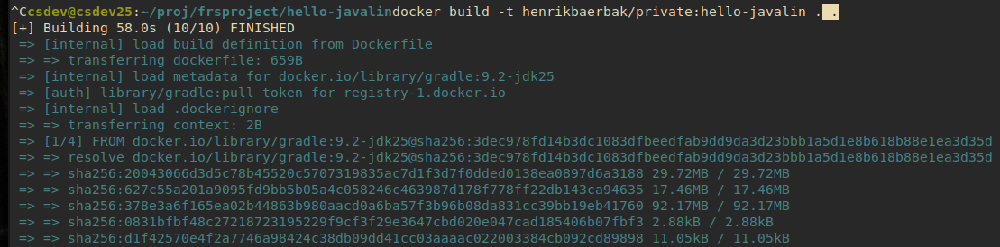 ^Ccsdev@csdev25:~/proj/frsproject/hello-javalindocker build -t henrikbaerbak/private:hello-javalin . .
[+] Building 58.0s (10/10) FINISHED
=> [internal] load build definition from Dockerfile
=> => transferring dockerfile: 659B
=> [internal] load metadata for docker.io/library/gradle:9.2-jdk25
=> [auth] library/gradle:pull token for registry-1.docker.io
=> [internal] load .dockerignore
=> => transferring context: 2B
=> [1/4] FROM docker.io/library/gradle:9.2-jdk25@sha256:3dec978fd14b3dc1083dfbeedfab9dd9da3d23bbb1a5d1e8b618b88e1ea3d35d
=> => resolve docker.io/library/gradle:9.2-jdk25@sha256:3dec978fd14b3dc1083dfbeedfab9dd9da3d23bbb1a5d1e8b618b88e1ea3d35d
=> => sha256:20043066d3d5c78b45520c5707319835ac7d1f3d7f0dded0138ea0897d6a3188 29.72MB / 29.72MB
=> => sha256:627c55a201a9095fd9bb5b05a4c058246c463987d178f778ff22db143ca94635 17.46MB / 17.46MB
=> => sha256:378e3a6f165ea02b44863b980aacd0a6ba57f3b96b08da831cc39bb19eb41760 92.17MB / 92.17MB
=> => sha256:0831bfbf48c27218723195229f9cf3f29e3647cbd020e047cad185406b07fbf3 2.88kB / 2.88kB
=> => sha256:d1f42570e4f2a7746a98424c38db09dd41cc03aaaac022003384cb092cd89898 11.05kB / 11.05kB